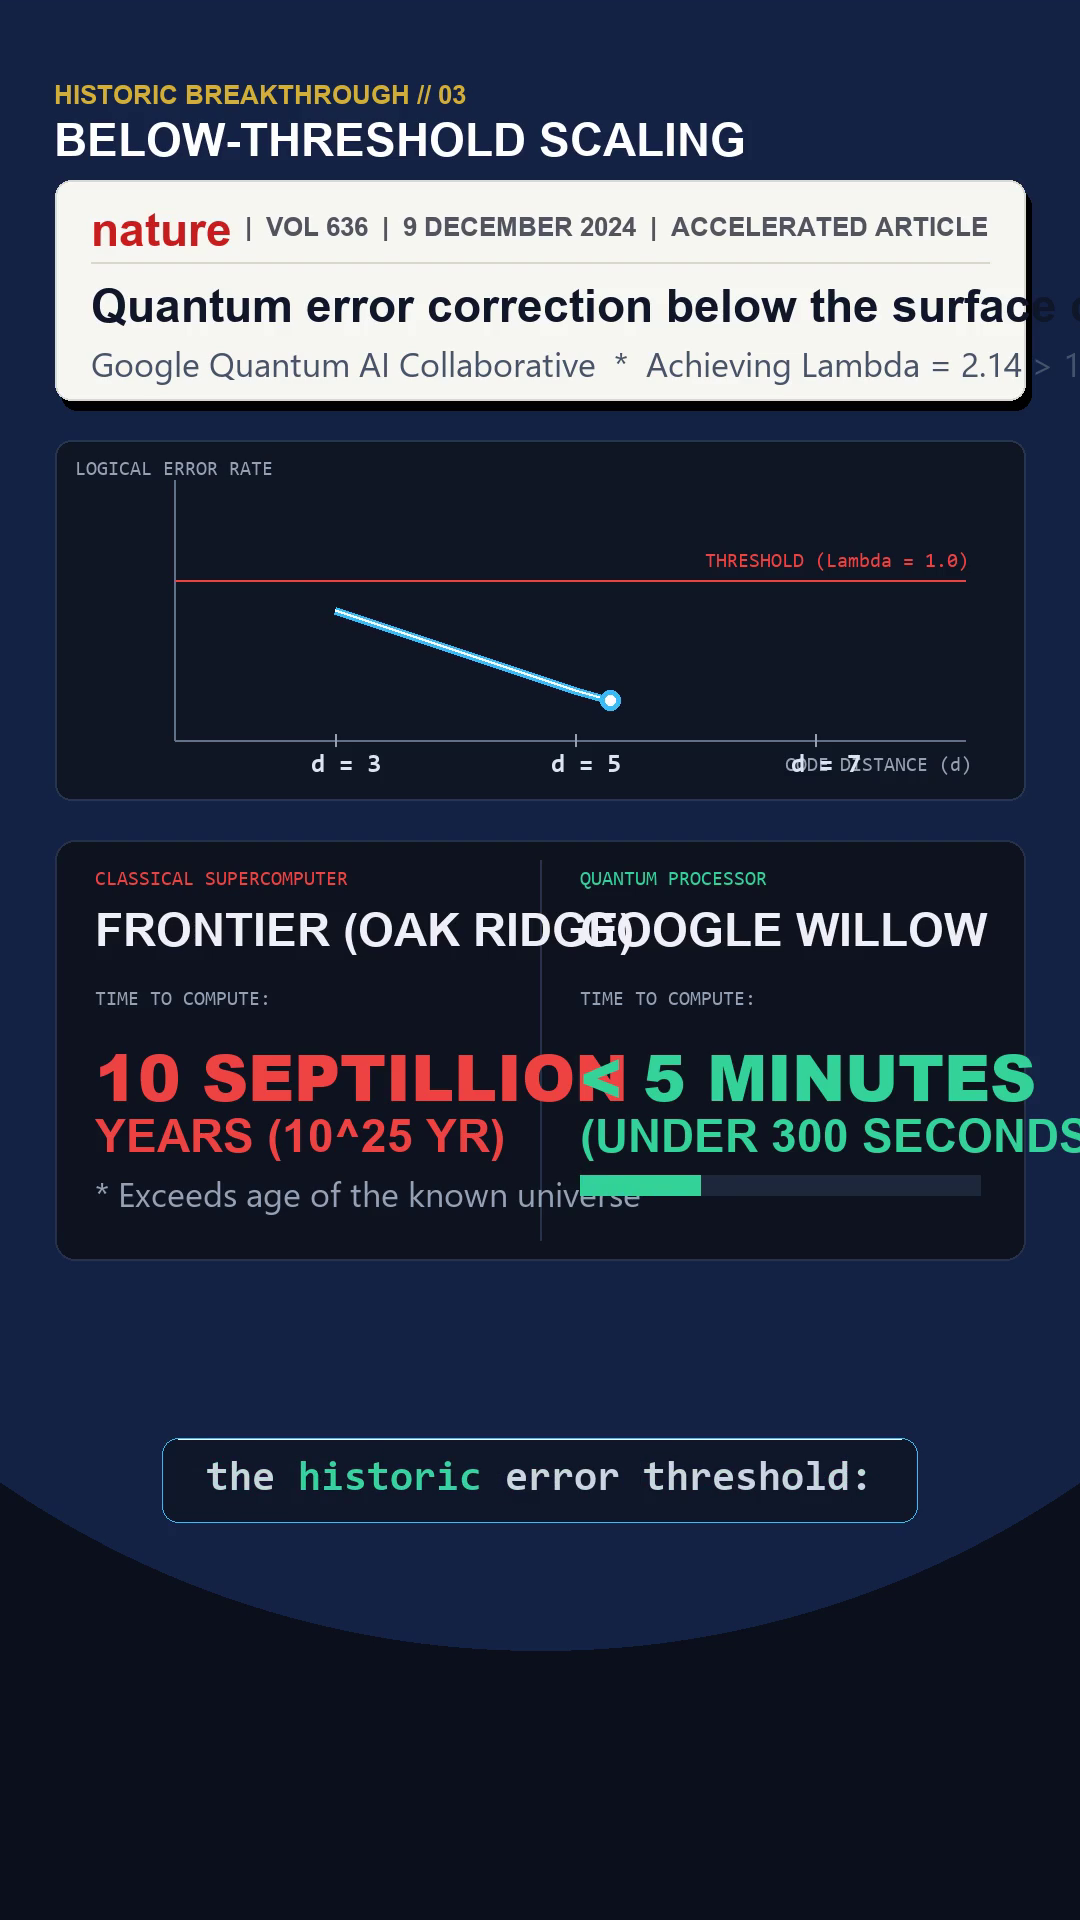 HISTORIC BREAKTHROUGH // 03
BELOW-THRESHOLD SCALING
nature | VOL 636 | 9 DECEMBER 2024 | ACCELERATED ARTICLE
Quantum error correction below the surface
Google Quantum AI Collaborative * Achieving Lambda = 2.14 > 1
LOGICAL ERROR RATE
THRESHOLD (Lambda = 1.0)
d = 3 d = 5 d = 7
CODE DISTANCE (d)
CLASSICAL SUPERCOMPUTER
FRONTIER (OAK RIDGE)
TIME TO COMPUTE:
10 SEPTILLION
YEARS (10^25 YR)
* Exceeds age of the known universe
QUANTUM PROCESSOR
GOOGLE WILLOW
TIME TO COMPUTE:
< 5 MINUTES
(UNDER 300 SECONDS
the historic error threshold: